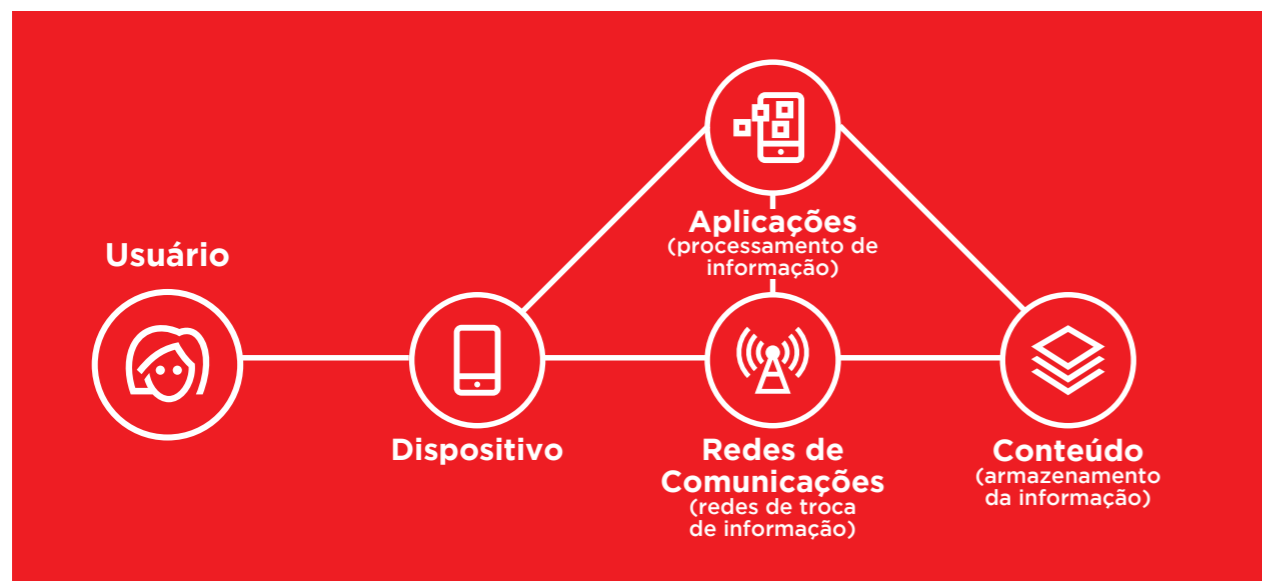 Usuário
Dispositivo
Aplicações
(processamento de
informação)
Redes de
Comunicações
(redes de troca
de informação)
Conteúdo
(armazenamento
da informação)